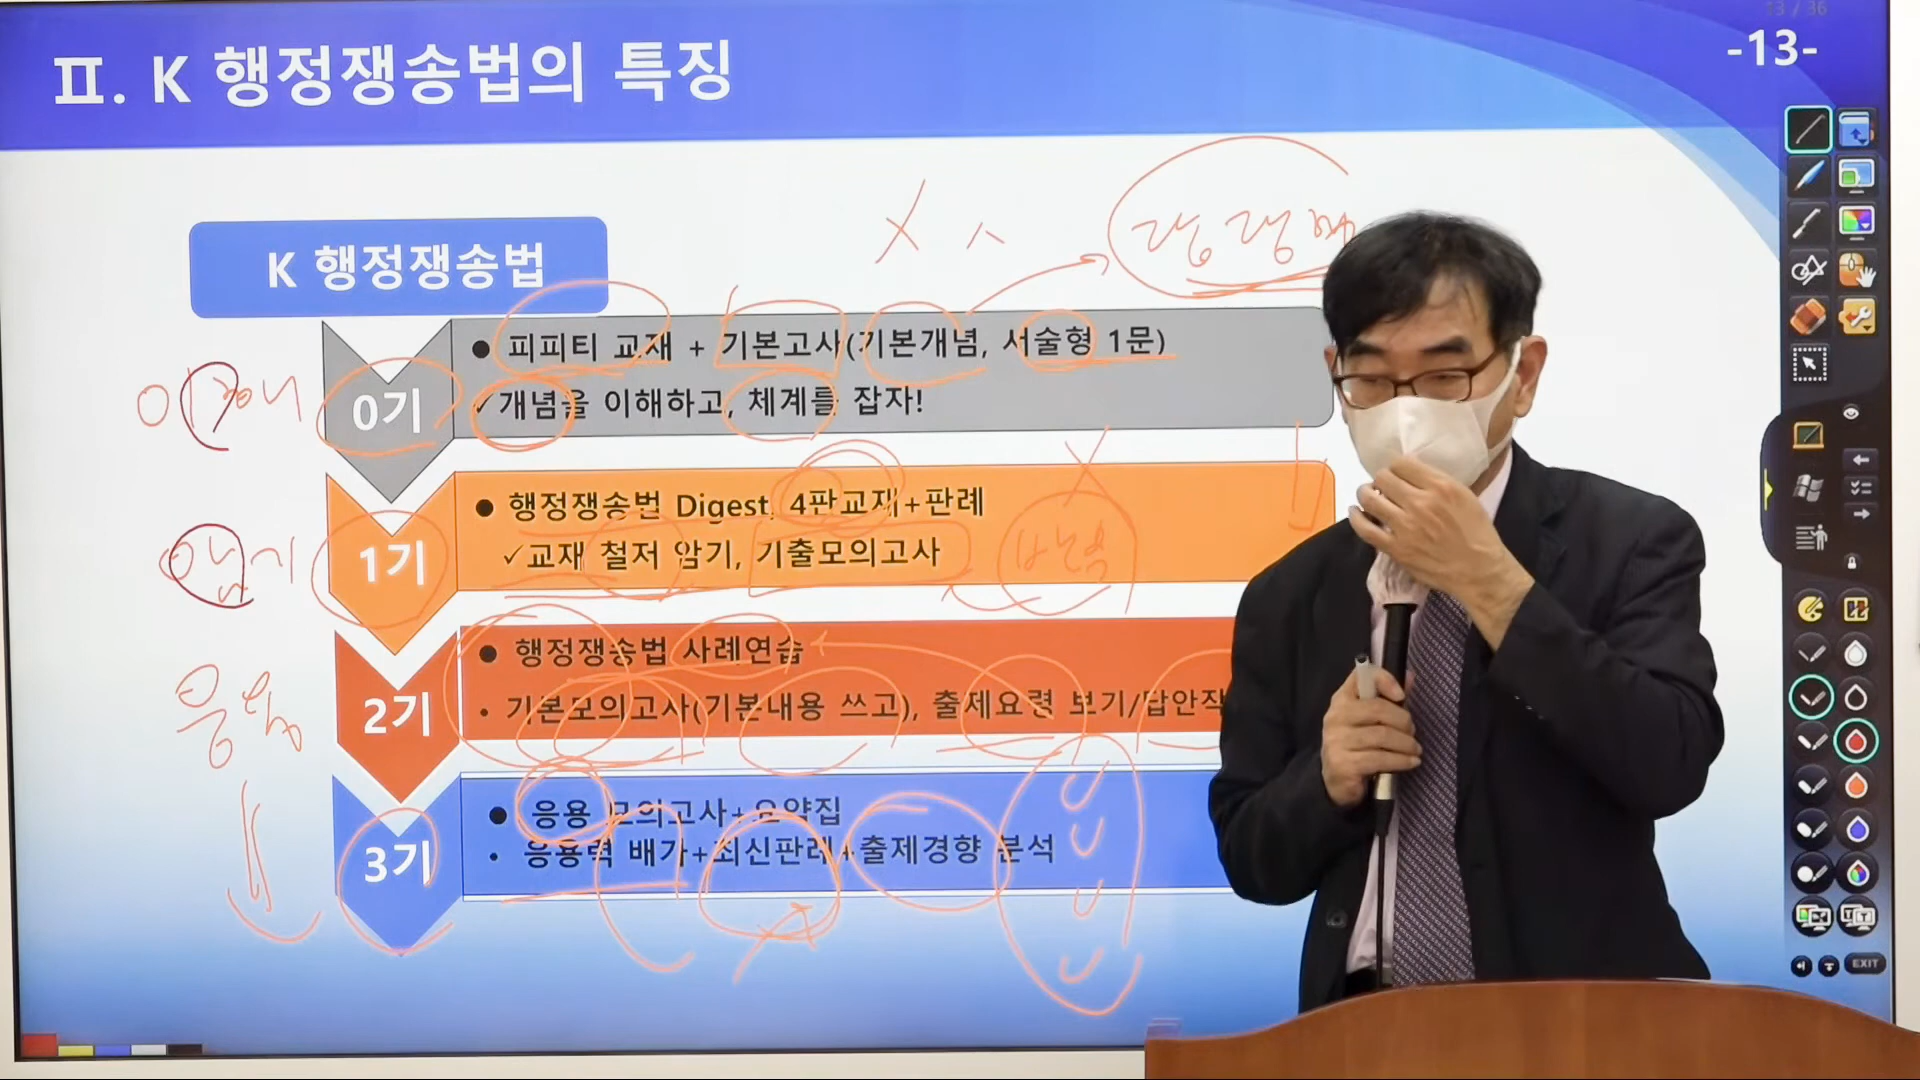 13 / 36
II. K 행정쟁송법의 특징
-13-
K 행정쟁송법
0기
● 피피티 교재 + 기본고사(기본개념, 서술형 1문)
✓개념을 이해하고, 체계를 잡자!
1기
● 행정쟁송법 Digest, 4판교재+판례
✓교재 철저 암기, 기출모의고사
암기
반복
2기
● 행정쟁송법 사례연습
• 기본모의고사(기본내용 쓰고), 출제요령 보기/답안작
3기
● 응용 모의고사+요약집
• 응용력 배가+최신판례+출제경향 분석
EXIT